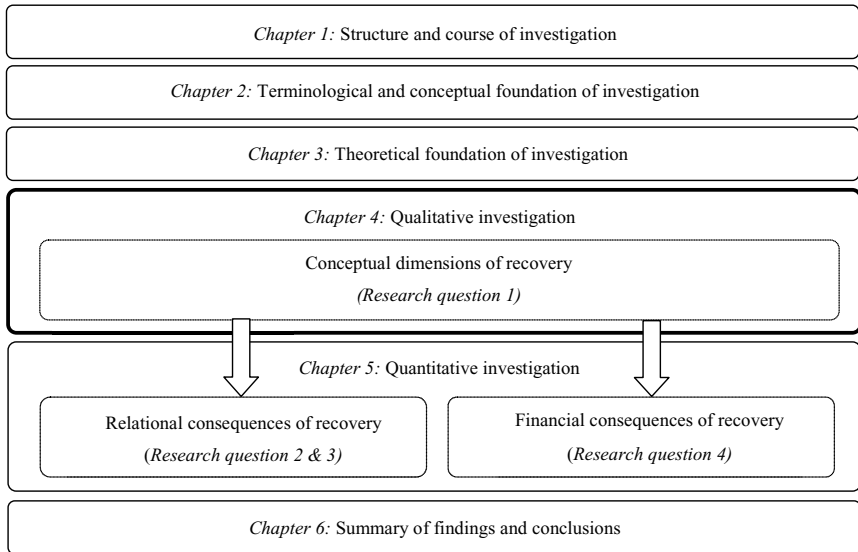 Chapter 1: Structure and course of investigation
Chapter 2: Terminological and conceptual foundation of investigation
Chapter 3: Theoretical foundation of investigation
Chapter 4: Qualitative investigation
Conceptual dimensions of recovery
(Research question 1)
Chapter 5: Quantitative investigation
Relational consequences of recovery
(Research question 2 & 3)
Financial consequences of recovery
(Research question 4)
Chapter 6: Summary of findings and conclusions